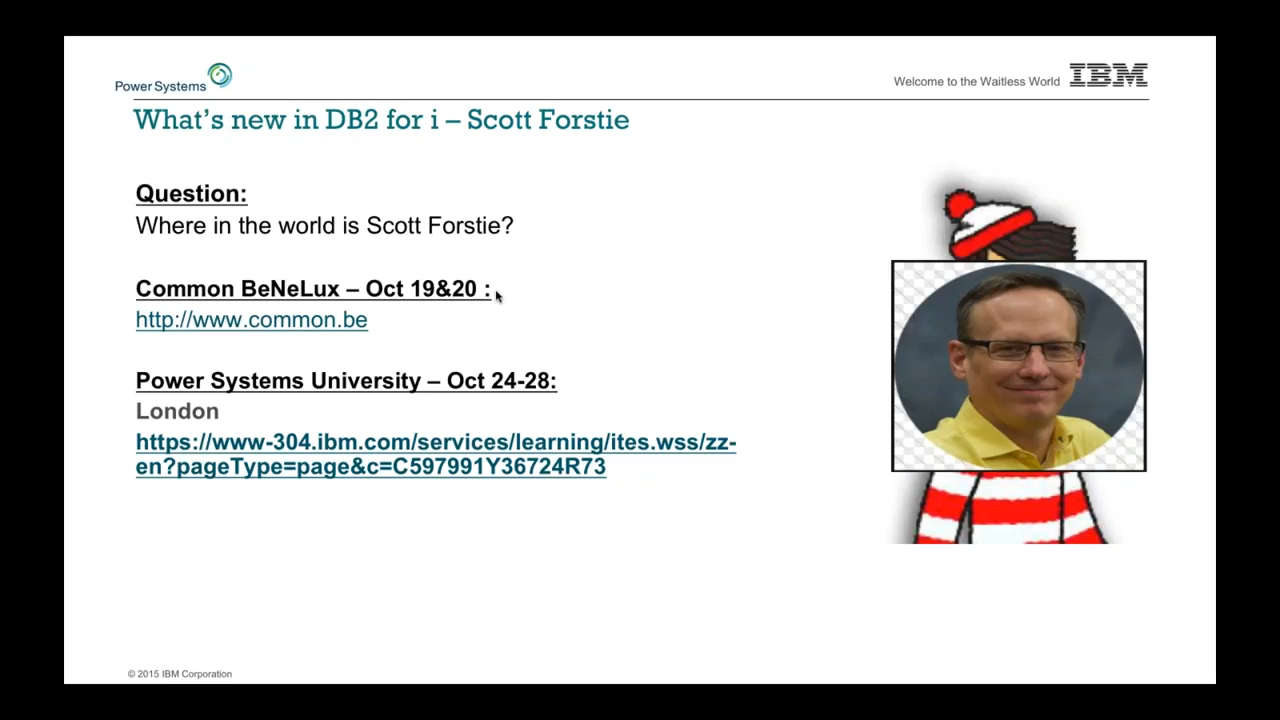 Power Systems
Welcome to the Waitless World IBM
What's new in DB2 for i – Scott Forstie
Question:
Where in the world is Scott Forstie?
Common BeNeLux – Oct 19&20 :
http://www.common.be
Power Systems University – Oct 24-28:
London
https://www-304.ibm.com/services/learning/ites.wss/zz-
en?pageType=page&c=C597991Y36724R73
© 2015 IBM Corporation